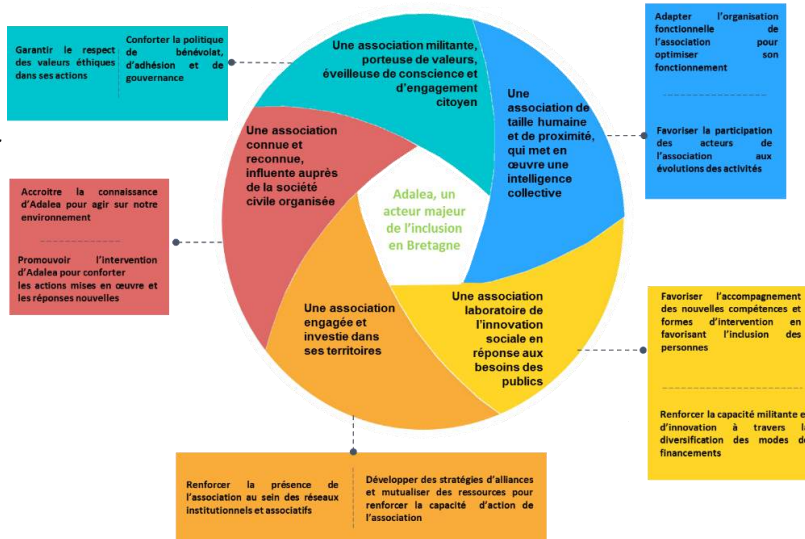 Garantir le respect
des valeurs éthiques
dans ses actions
Conforter la politique
de bénévolat,
d'adhésion et de
gouvernance
Une association militante,
porteuse de valeurs,
éveilleuse de conscience et
d'engagement
citoyen
Adapter l'organisation
fonctionnelle de
l'association pour
optimiser son
fonctionnement
Favoriser la participation
des acteurs de
l'association aux
évolutions des activités
Une
association de
taille humaine
et de proximité,
qui met en
œuvre une
intelligence
collective
Une association
connue et
reconnue,
influente auprès
de la société
civile organisée
Adalea, un
acteur majeur
de l'inclusion
en Bretagne
Accroitre la connaissance
d'Adalea pour agir sur notre
environnement
Promouvoir l'intervention
d'Adalea pour conforter
les actions mises en œuvre et
les réponses nouvelles
Une association
engagée et
investie dans
ses territoires
Une association
laboratoire de
l'innovation
sociale en
réponse aux
besoins des
publics
Favoriser l'accompagnement
des nouvelles compétences et
formes d'intervention en
favorisant l'inclusion des
personnes
Renforcer la capacité militante e
d'innovation à travers la
diversification des modes de
financements
Renforcer la présence de
l'association au sein des réseaux
institutionnels et associatifs
Développer des stratégies d'alliances
et mutualiser des ressources pour
renforcer la capacité d'action de
l'association